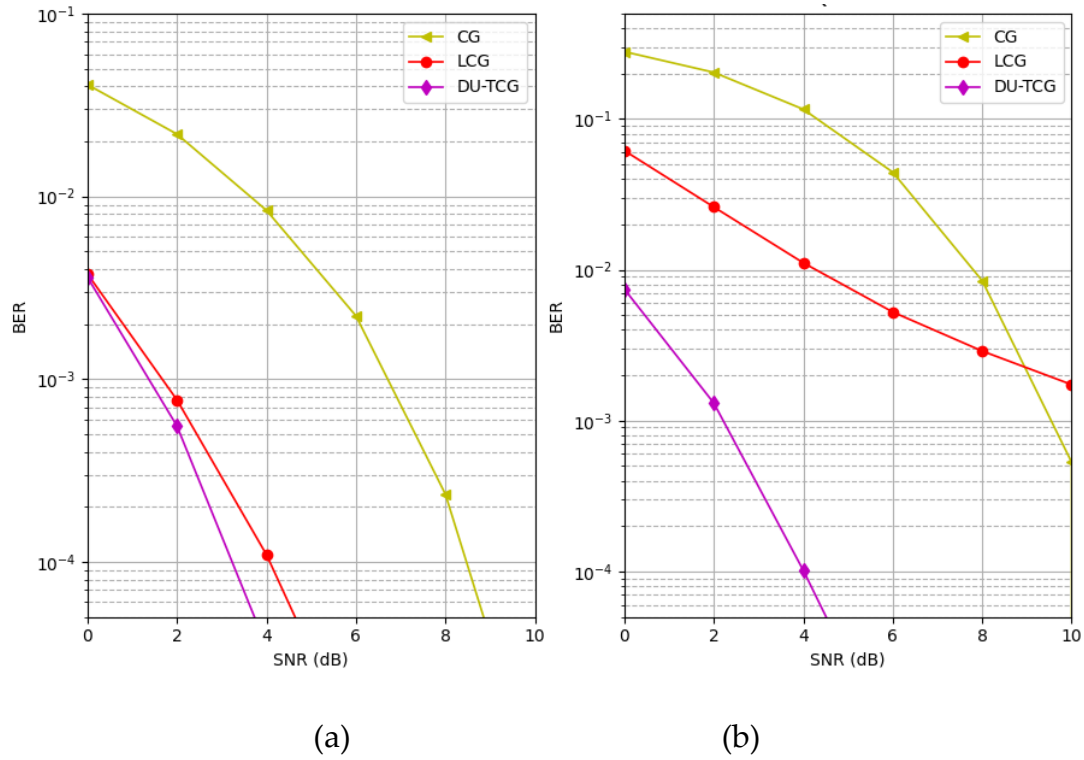 10⁻¹
10⁻²
10⁻³
10⁻⁴
BER
0 2 4 6 8 10
SNR (dB)
CG
LCG
DU-TCG
(a)
10⁻¹
10⁻²
10⁻³
10⁻⁴
BER
0 2 4 6 8 10
SNR (dB)
CG
LCG
DU-TCG
(b)